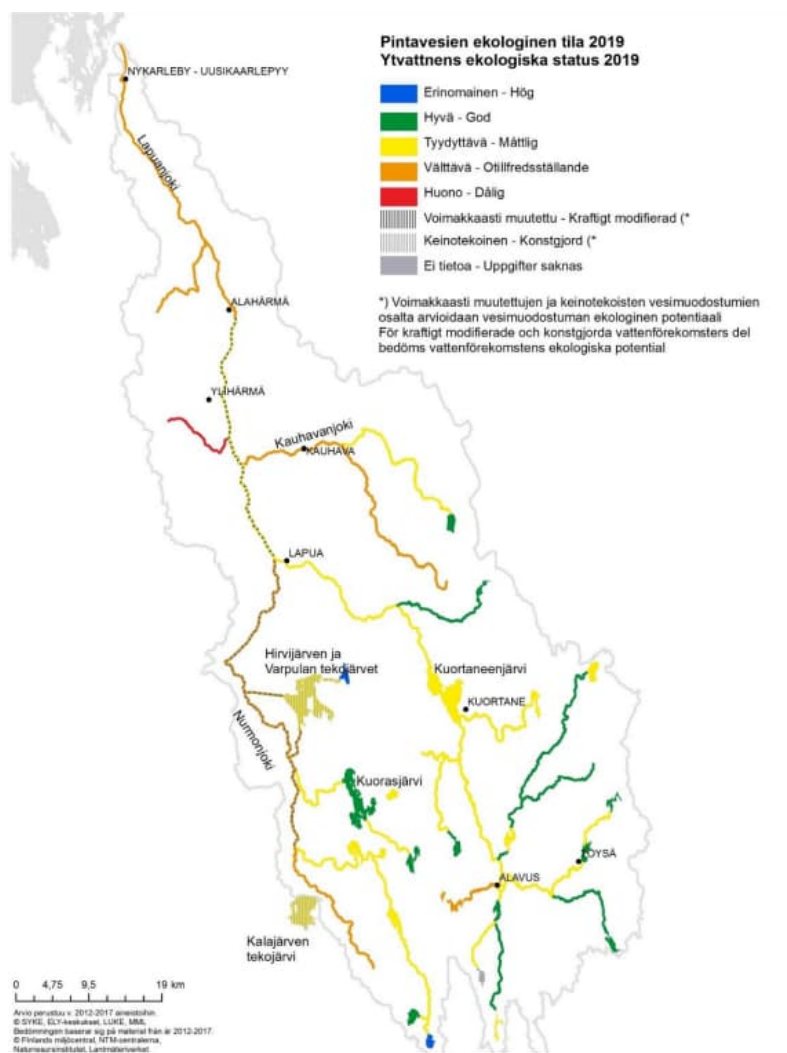 Pintavesien ekologinen tila 2019
Ytvattnens ekologiska status 2019
Erinomainen - Hög
Hyvä - God
Tyydyttävä - Måttlig
Välttävä - Otillfredsställande
Huono - Dålig
Voimakkaasti muutettu - Kraftigt modifierad (*
Keinotekoinen - Konstgjord (*
Ei tietoa - Uppgifter saknas
*) Voimakkaasti muutettujen ja keinotekoisten vesimuodostumien
osalta arvioidaan vesimuodostuman ekologinen potentiaali
För kraftigt modifierade och konstgjorda vattenförekomsters del
bedöms vattenförekomstens ekologiska potential
NYKARLEBY - UUSIKAARLEPYY
Lapuanjoki
ALAHÄRMÄ
YLIHÄRMÄ
Kauhavanjoki
KAUHAVA
LAPUA
Hirvijärven ja
Varpulan tekojärvet
Kuortaneenjärvi
KUORTANE
Nurmonjoki
Kuorasjärvi
TÖYSÄ
ALAVUS
Kalajärven
tekojärvi
0 4,75 9,5 19 km
Arvio perustuu v. 2012-2017 aineistoihin.
© SYKE, ELY-keskukset, LUKE, MML
Bedömningen baserar sig på material från år 2012-2017.
© Finlands miljöcentral, NTM-centralerna,
Naturresursinstitutet, Lantmäteriverket